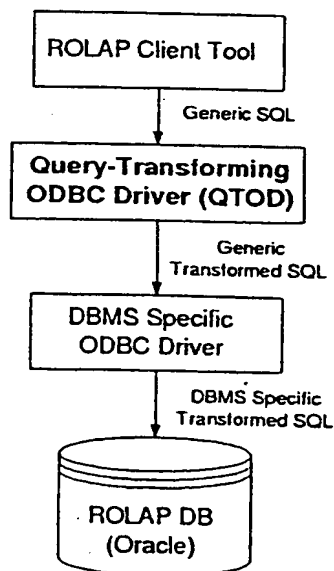 ROLAP Client Tool
Generic SQL
Query-Transforming
ODBC Driver (QTOD)
Generic
Transformed SQL
DBMS Specific
ODBC Driver
DBMS Specific
Transformed SQL
ROLAP DB
(Oracle)